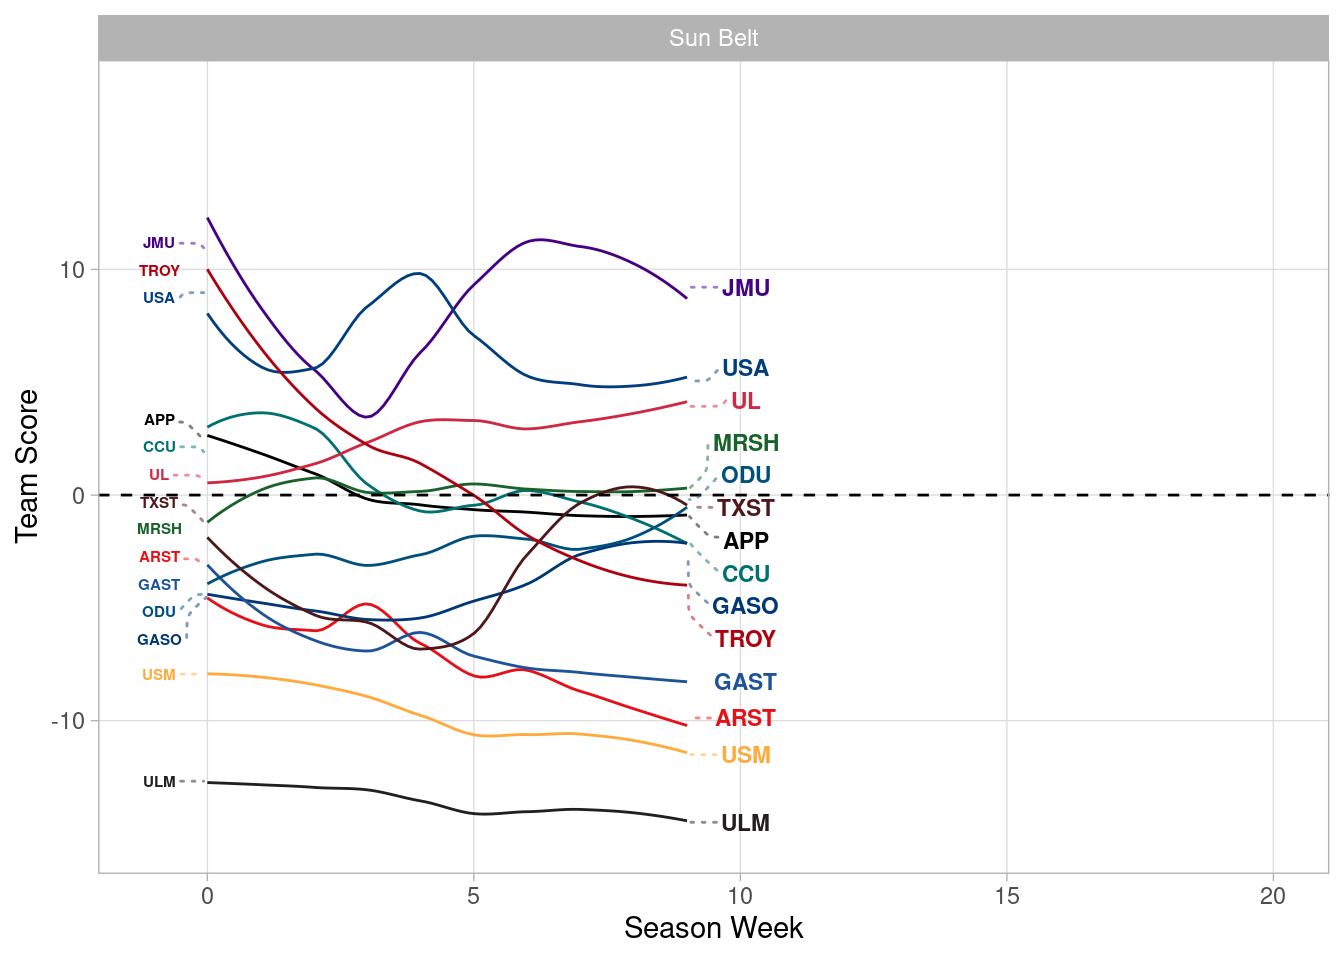 Sun Belt
Team Score
10
0
-10
JMU
TROY
USA
APP
CCU
UL
TXST
MRSH
ARST
GAST
ODU
GASO
USM
ULM
JMU
USA
UL
MRSH
ODU
TXST
APP
CCU
GASO
TROY
GAST
ARST
USM
ULM
0
5
10
15
20
Season Week